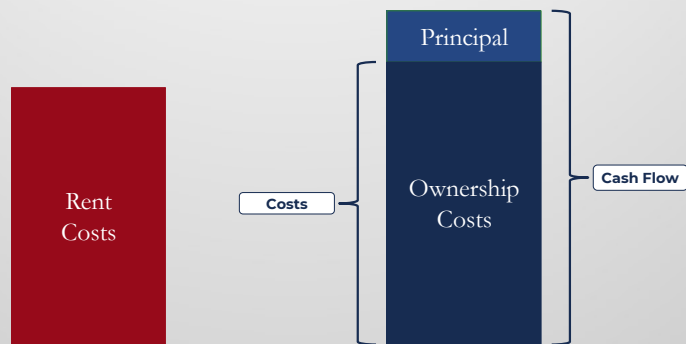 Principal
Rent
Costs
Costs
Ownership
Costs
Cash Flow